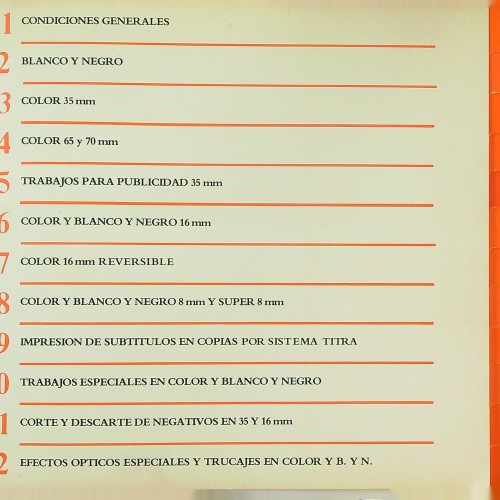 1 CONDICIONES GENERALES
2 BLANCO Y NEGRO
3 COLOR 35 mm
4 COLOR 65 y 70 mm
5 TRABAJOS PARA PUBLICIDAD 35 mm
6 COLOR Y BLANCO Y NEGRO 16 mm
7 COLOR 16 mm REVERSIBLE
8 COLOR Y BLANCO Y NEGRO 8 mm Y SUPER 8 mm
9 IMPRESION DE SUBTITULOS EN COPIAS POR SISTEMA TITRA
0 TRABAJOS ESPECIALES EN COLOR Y BLANCO Y NEGRO
1 CORTE Y DESCARTE DE NEGATIVOS EN 35 Y 16 mm
2 EFECTOS OPTICOS ESPECIALES Y TRUCAJES EN COLOR Y B. Y N.